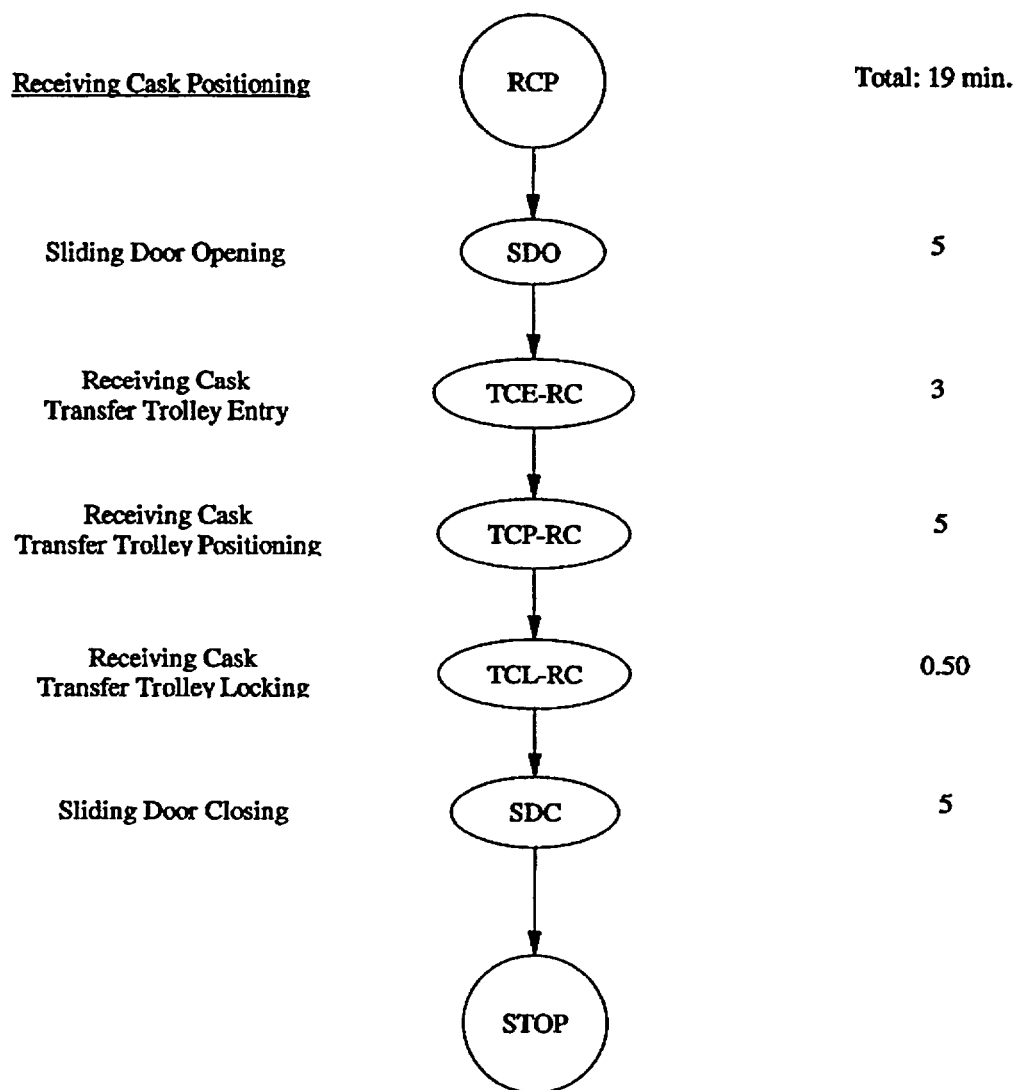 Receiving Cask Positioning
RCP
Total: 19 min.
Sliding Door Opening
SDO
5
Receiving Cask
Transfer Trolley Entry
TCE-RC
3
Receiving Cask
Transfer Trolley Positioning
TCP-RC
5
Receiving Cask
Transfer Trolley Locking
TCL-RC
0.50
Sliding Door Closing
SDC
5
STOP